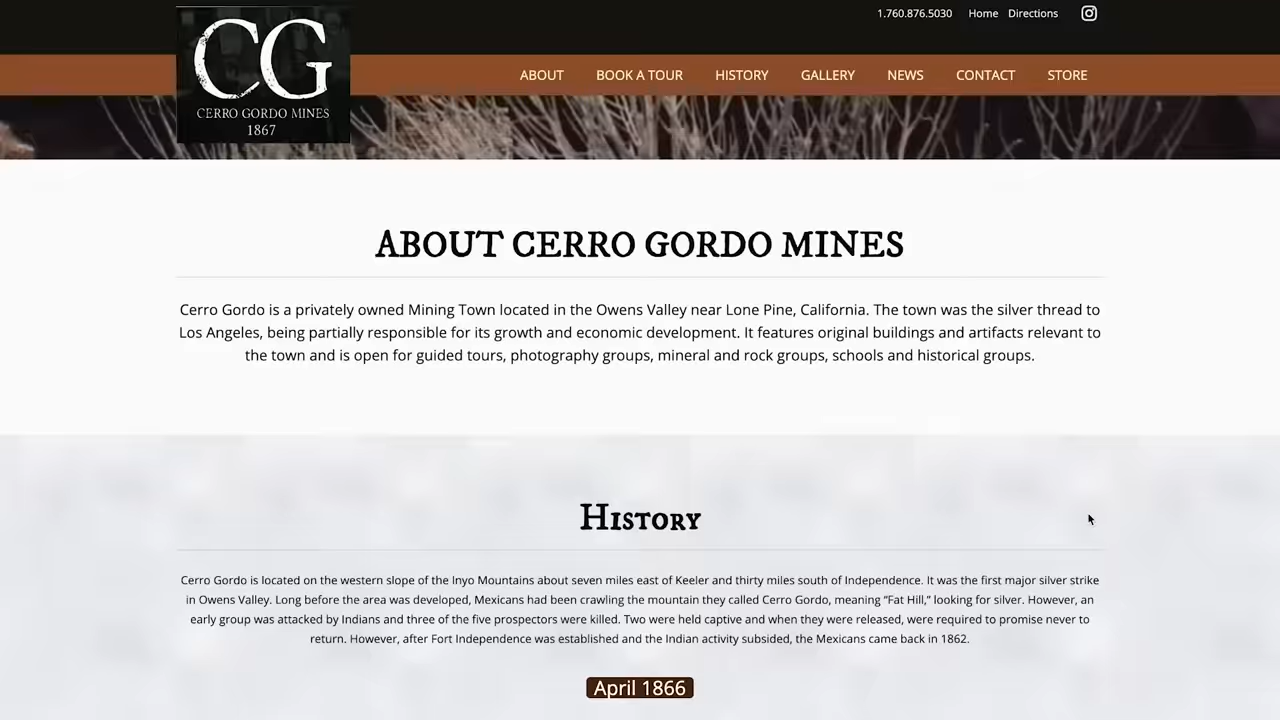 1.760.876.5030 Home Directions
CG
CERRO GORDO MINES
1867
ABOUT BOOK A TOUR HISTORY GALLERY NEWS CONTACT STORE
ABOUT CERRO GORDO MINES
Cerro Gordo is a privately owned Mining Town located in the Owens Valley near Lone Pine, California. The town was the silver thread to
Los Angeles, being partially responsible for its growth and economic development. It features original buildings and artifacts relevant to
the town and is open for guided tours, photography groups, mineral and rock groups, schools and historical groups.
History
Cerro Gordo is located on the western slope of the Inyo Mountains about seven miles east of Keeler and thirty miles south of Independence. It was the first major silver strike
in Owens Valley. Long before the area was developed, Mexicans had been crawling the mountain they called Cerro Gordo, meaning “Fat Hill,” looking for silver. However, an
early group was attacked by Indians and three of the five prospectors were killed. Two were held captive and when they were released, were required to promise never to
return. However, after Fort Independence was established and the Indian activity subsided, the Mexicans came back in 1862.
April 1866